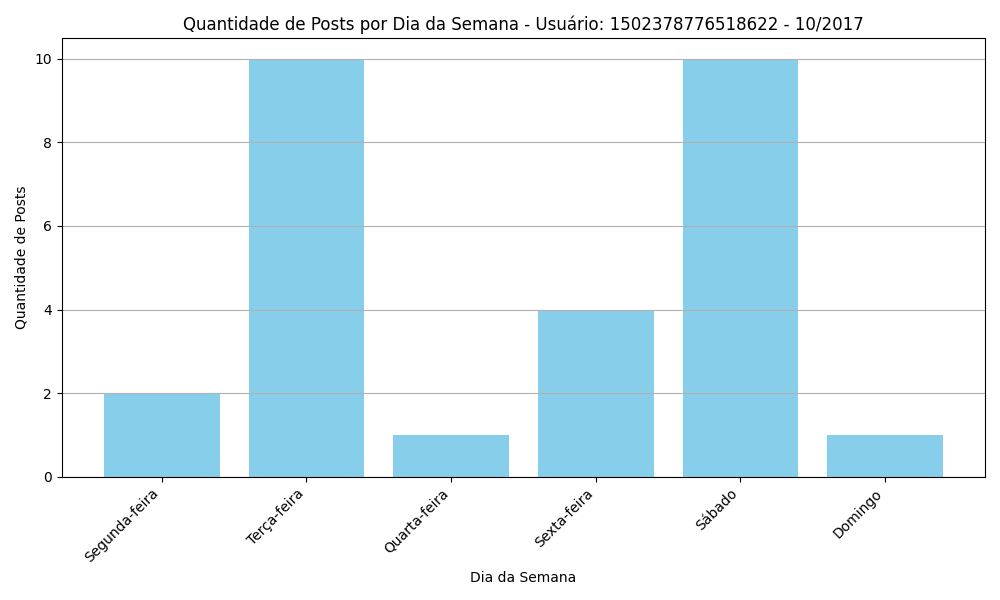 Quantidade de Posts por Dia da Semana - Usuário: 1502378776518622 - 10/2017
Quantidade de Posts
10
8
6
4
2
0
Segunda-feira
Terça-feira
Quarta-feira
Sexta-feira
Sábado
Domingo
Dia da Semana